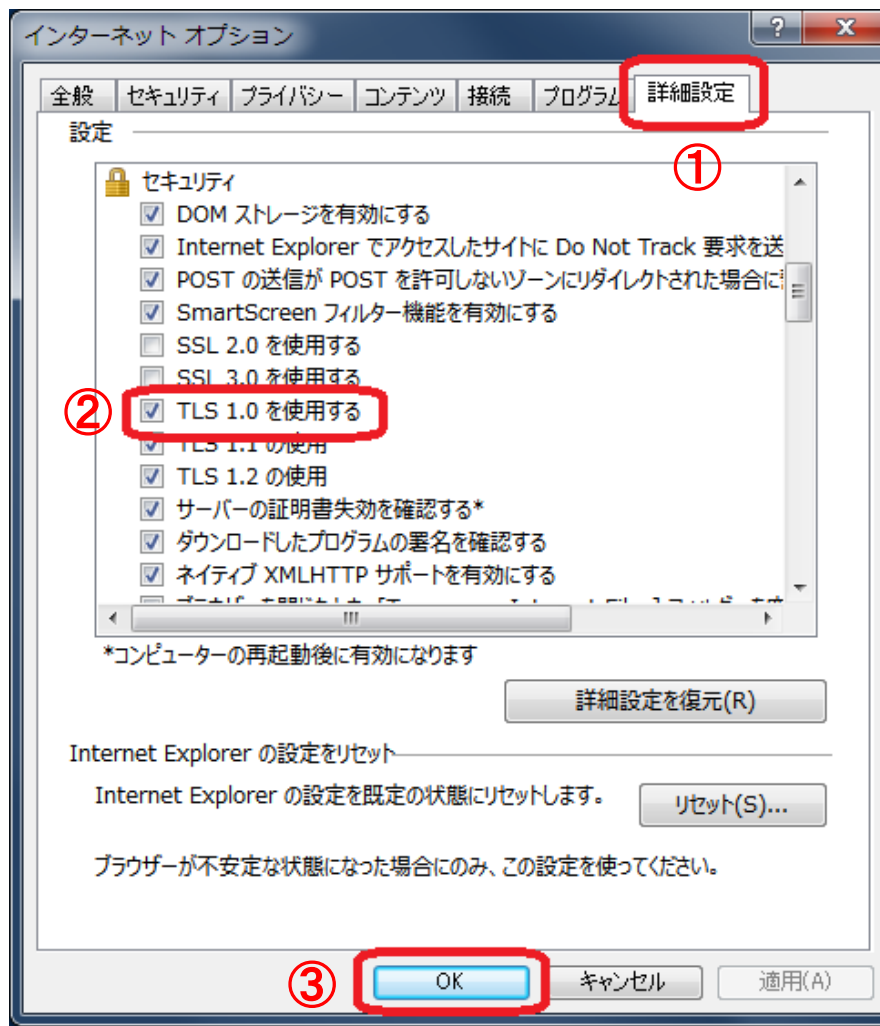 インターネット オプション
全般 セキュリティ プライバシー コンテンツ 接続 プログラム 詳細設定
①
設定
セキュリティ
DOM ストレージを有効にする
Internet Explorer でアクセスしたサイトに Do Not Track 要求を送
POST の送信が POST を許可しないゾーンにリダイレクトされた場合に
SmartScreen フィルター機能を有効にする
SSL 2.0 を使用する
SSL 3.0 を使用する
② TLS 1.0 を使用する
TLS 1.1 の使用
TLS 1.2 の使用
サーバーの証明書失効を確認する*
ダウンロードしたプログラムの署名を確認する
ネイティブ XMLHTTP サポートを有効にする
*コンピューターの再起動後に有効になります
詳細設定を復元(R)
Internet Explorer の設定をリセット
Internet Explorer の設定を既定の状態にリセットします。
リセット(S)...
ブラウザーが不安定な状態になった場合にのみ、この設定を使ってください。
③ OK キャンセル 適用(A)